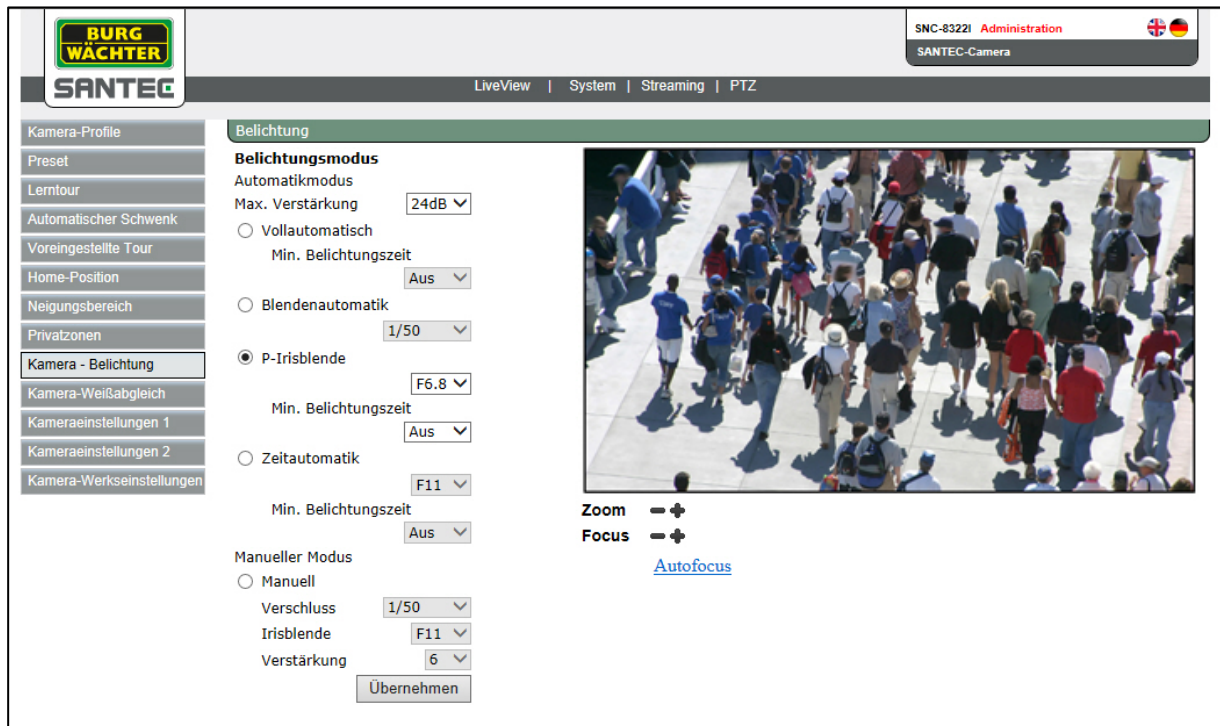 BURG
WÄCHTER
SANTEC
SNC-8322I Administration
SANTEC-Camera
LiveView | System | Streaming | PTZ
Kamera-Profile
Preset
Lerntour
Automatischer Schwenk
Voreingestellte Tour
Home-Position
Neigungsbereich
Privatzonen
Kamera - Belichtung
Kamera-Weißabgleich
Kameraeinstellungen 1
Kameraeinstellungen 2
Kamera-Werkseinstellungen
Belichtung
Belichtungsmodus
Automatikmodus
Max. Verstärkung 24dB
Vollautomatisch
Min. Belichtungszeit
Aus
Blendenautomatik
1/50
P-Irisblende
F6.8
Min. Belichtungszeit
Aus
Zeitautomatik
F11
Min. Belichtungszeit
Aus
Manueller Modus
Manuell
Verschluss 1/50
Irisblende F11
Verstärkung 6
Übernehmen
Zoom
Focus
Autofocus